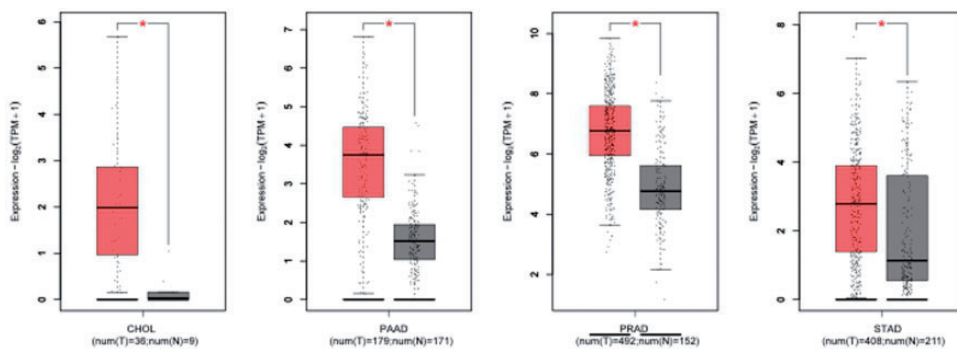 Expression - log2(TPM + 1)
6
5
4
3
2
1
0
*
CHOL
(num(T)=36;num(N)=9)
Expression - log2(TPM + 1)
7
6
5
4
3
2
1
0
*
PAAD
(num(T)=179;num(N)=171)
Expression - log2(TPM + 1)
10
8
6
4
2
*
PRAD
(num(T)=492;num(N)=152)
Expression - log2(TPM + 1)
8
6
4
2
0
*
STAD
(num(T)=408;num(N)=211)